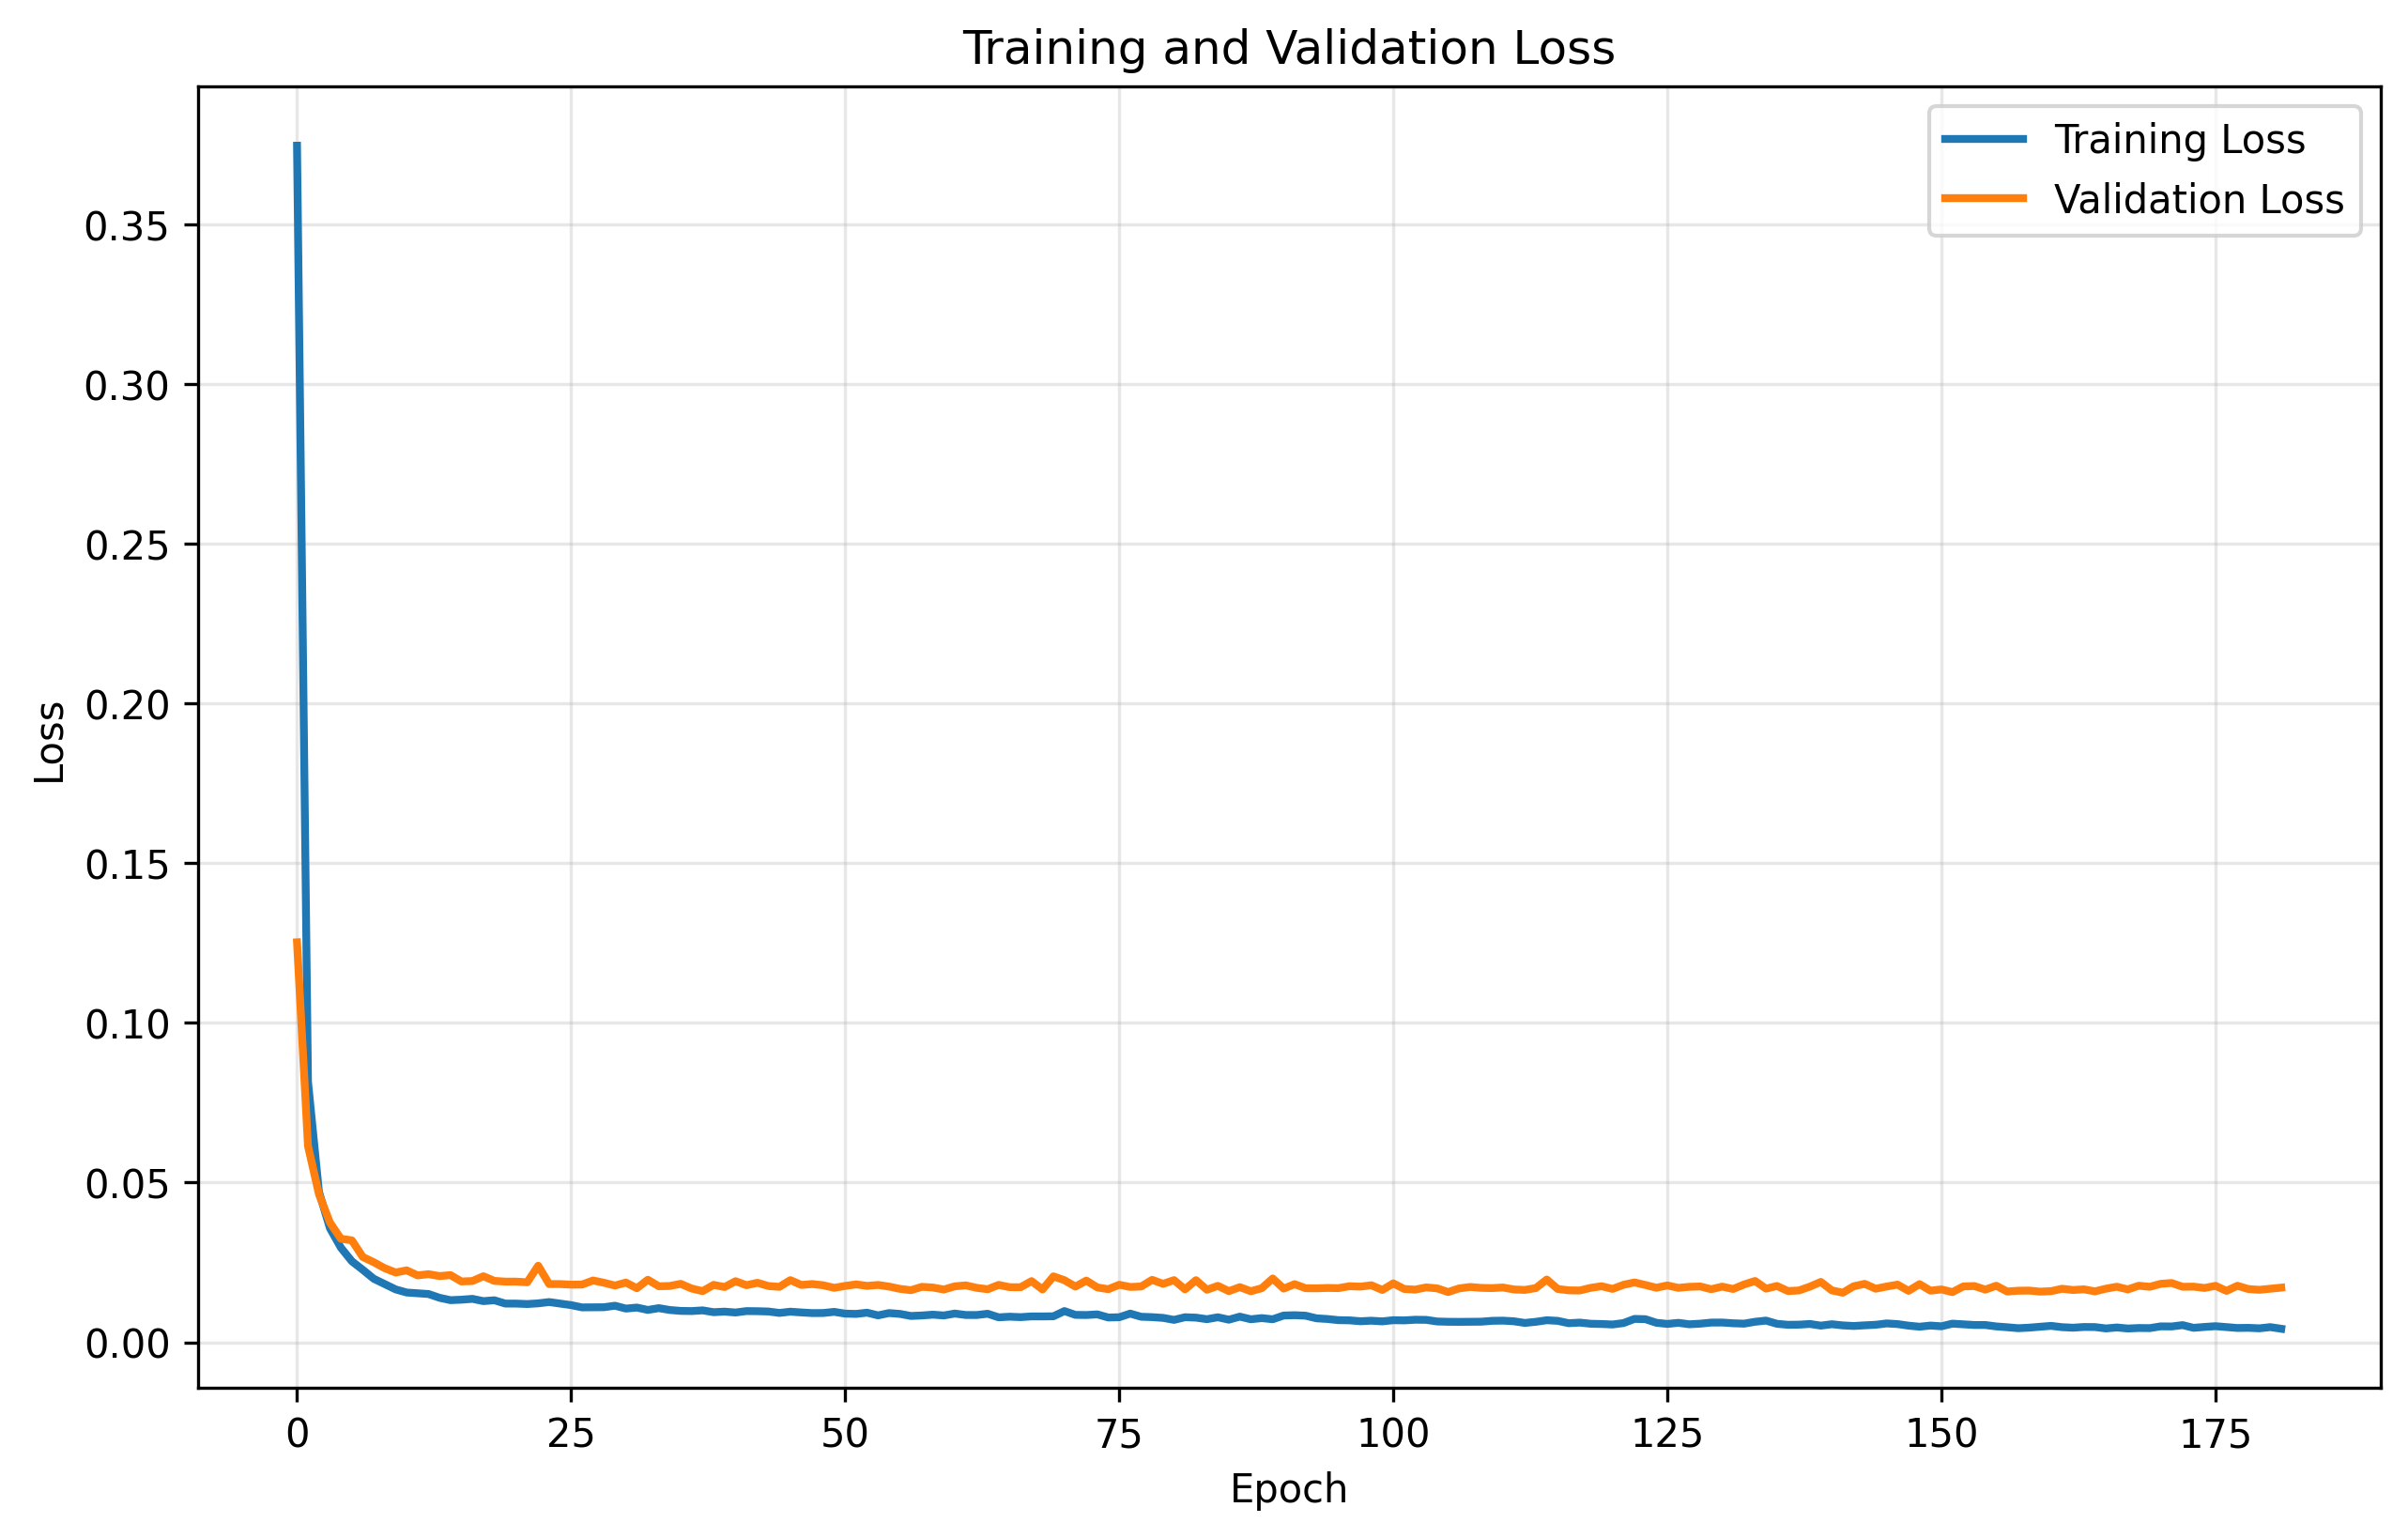 Training and Validation Loss
Training Loss
Validation Loss
0.35
0.30
0.25
0.20
0.15
0.10
0.05
0.00
Loss
0 25 50 75 100 125 150 175
Epoch